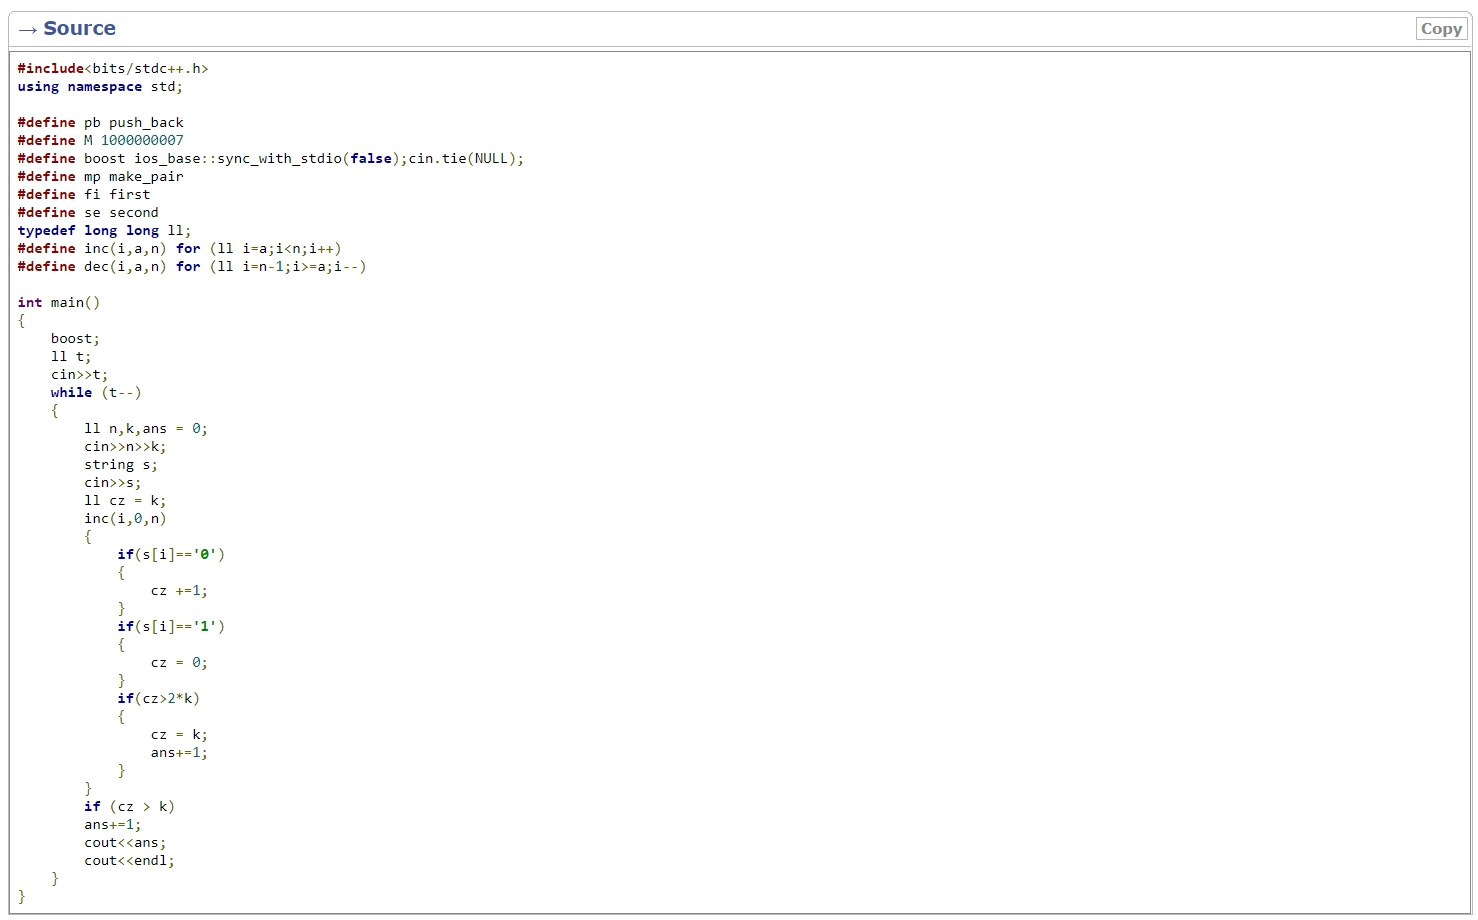 → Source
Copy
#include<bits/stdc++.h>
using namespace std;
#define pb push_back
#define M 1000000007
#define boost ios_base::sync_with_stdio(false);cin.tie(NULL);
#define mp make_pair
#define fi first
#define se second
typedef long long ll;
#define inc(i,a,n) for (ll i=a;i<n;i++)
#define dec(i,a,n) for (ll i=n-1;i>=a;i--)
int main()
{
    boost;
    ll t;
    cin>>t;
    while (t--)
    {
        ll n,k,ans = 0;
        cin>>n>>k;
        string s;
        cin>>s;
        ll cz = k;
        inc(i,0,n)
        {
            if(s[i]=='0')
            {
                cz +=1;
            }
            if(s[i]=='1')
            {
                cz = 0;
            }
            if(cz>2*k)
            {
                cz = k;
                ans+=1;
            }
        }
        if (cz > k)
        ans+=1;
        cout<<ans;
        cout<<endl;
    }
}